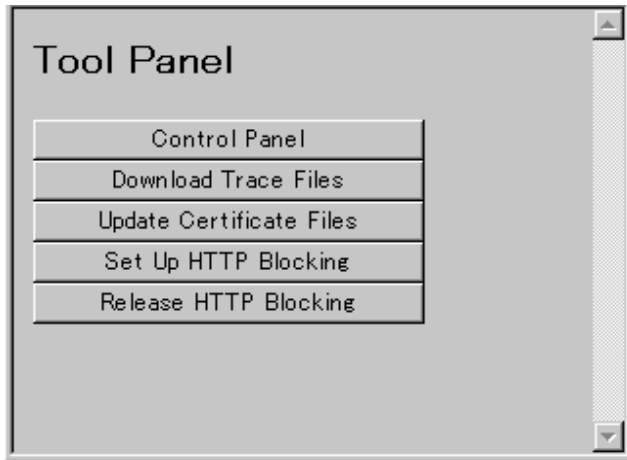 Tool Panel
Control Panel
Download Trace Files
Update Certificate Files
Set Up HTTP Blocking
Release HTTP Blocking